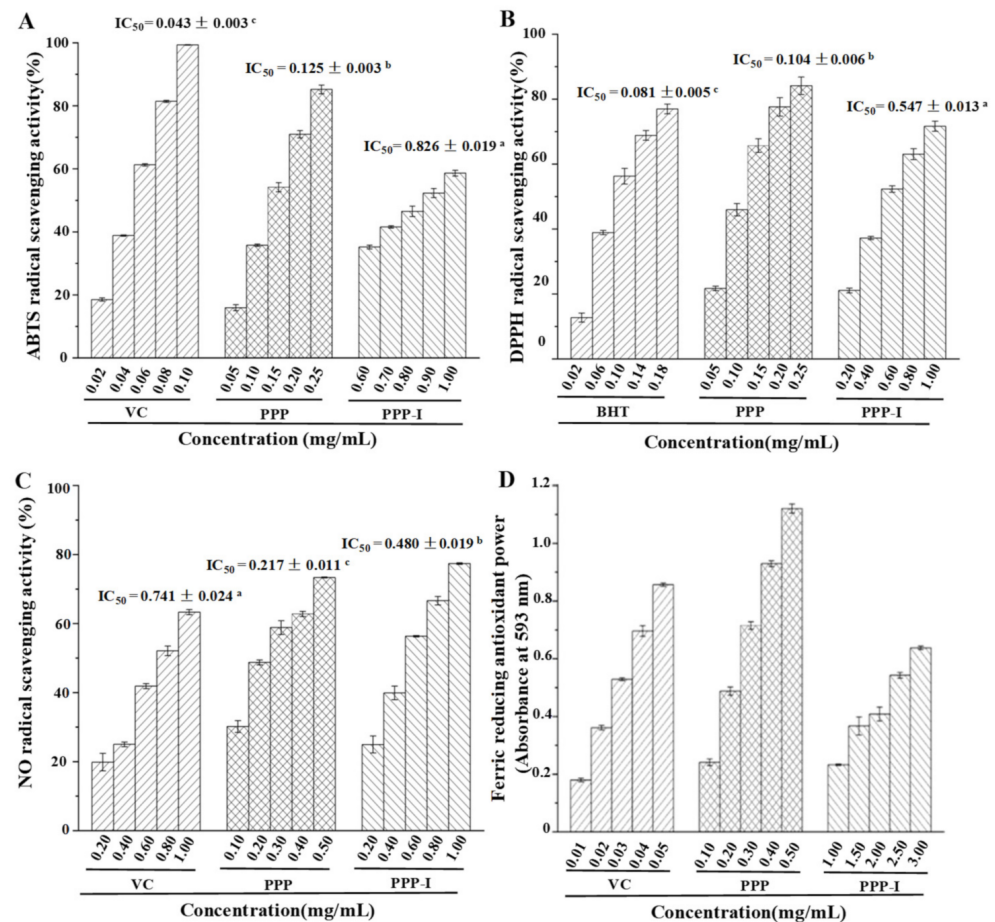 A
ABTS radical scavenging activity(%)
100
80
60
40
20
0
IC50=0.043 ± 0.003 c
IC50=0.125 ± 0.003 b
IC50=0.826 ± 0.019 a
0.02 0.04 0.06 0.08 0.10 0.05 0.10 0.15 0.20 0.25 0.60 0.70 0.80 0.90 1.00
VC PPP PPP-I
Concentration (mg/mL)
B
DPPH radical scavenging activity(%)
100
80
60
40
20
0
IC50=0.104 ± 0.006 b
IC50=0.081 ± 0.005 c
IC50=0.547 ± 0.013 a
0.02 0.06 0.10 0.14 0.18 0.05 0.10 0.15 0.20 0.25 0.20 0.40 0.60 0.80 1.00
BHT PPP PPP-I
Concentration(mg/mL)
C
NO radical scavenging activity (%)
100
80
60
40
20
0
IC50=0.480 ± 0.019 b
IC50=0.217 ± 0.011 c
IC50=0.741 ± 0.024 a
0.20 0.40 0.60 0.80 1.00 0.10 0.20 0.30 0.40 0.50 0.20 0.40 0.60 0.80 1.00
VC PPP PPP-I
Concentration(mg/mL)
D
Ferric reducing antioxidant power
(Absorbance at 593 nm)
1.2
1.0
0.8
0.6
0.4
0.2
0
0.01 0.02 0.03 0.04 0.05 0.10 0.20 0.30 0.40 0.50 1.00 1.50 2.00 2.50 3.00
VC PPP PPP-I
Concentration(mg/mL)